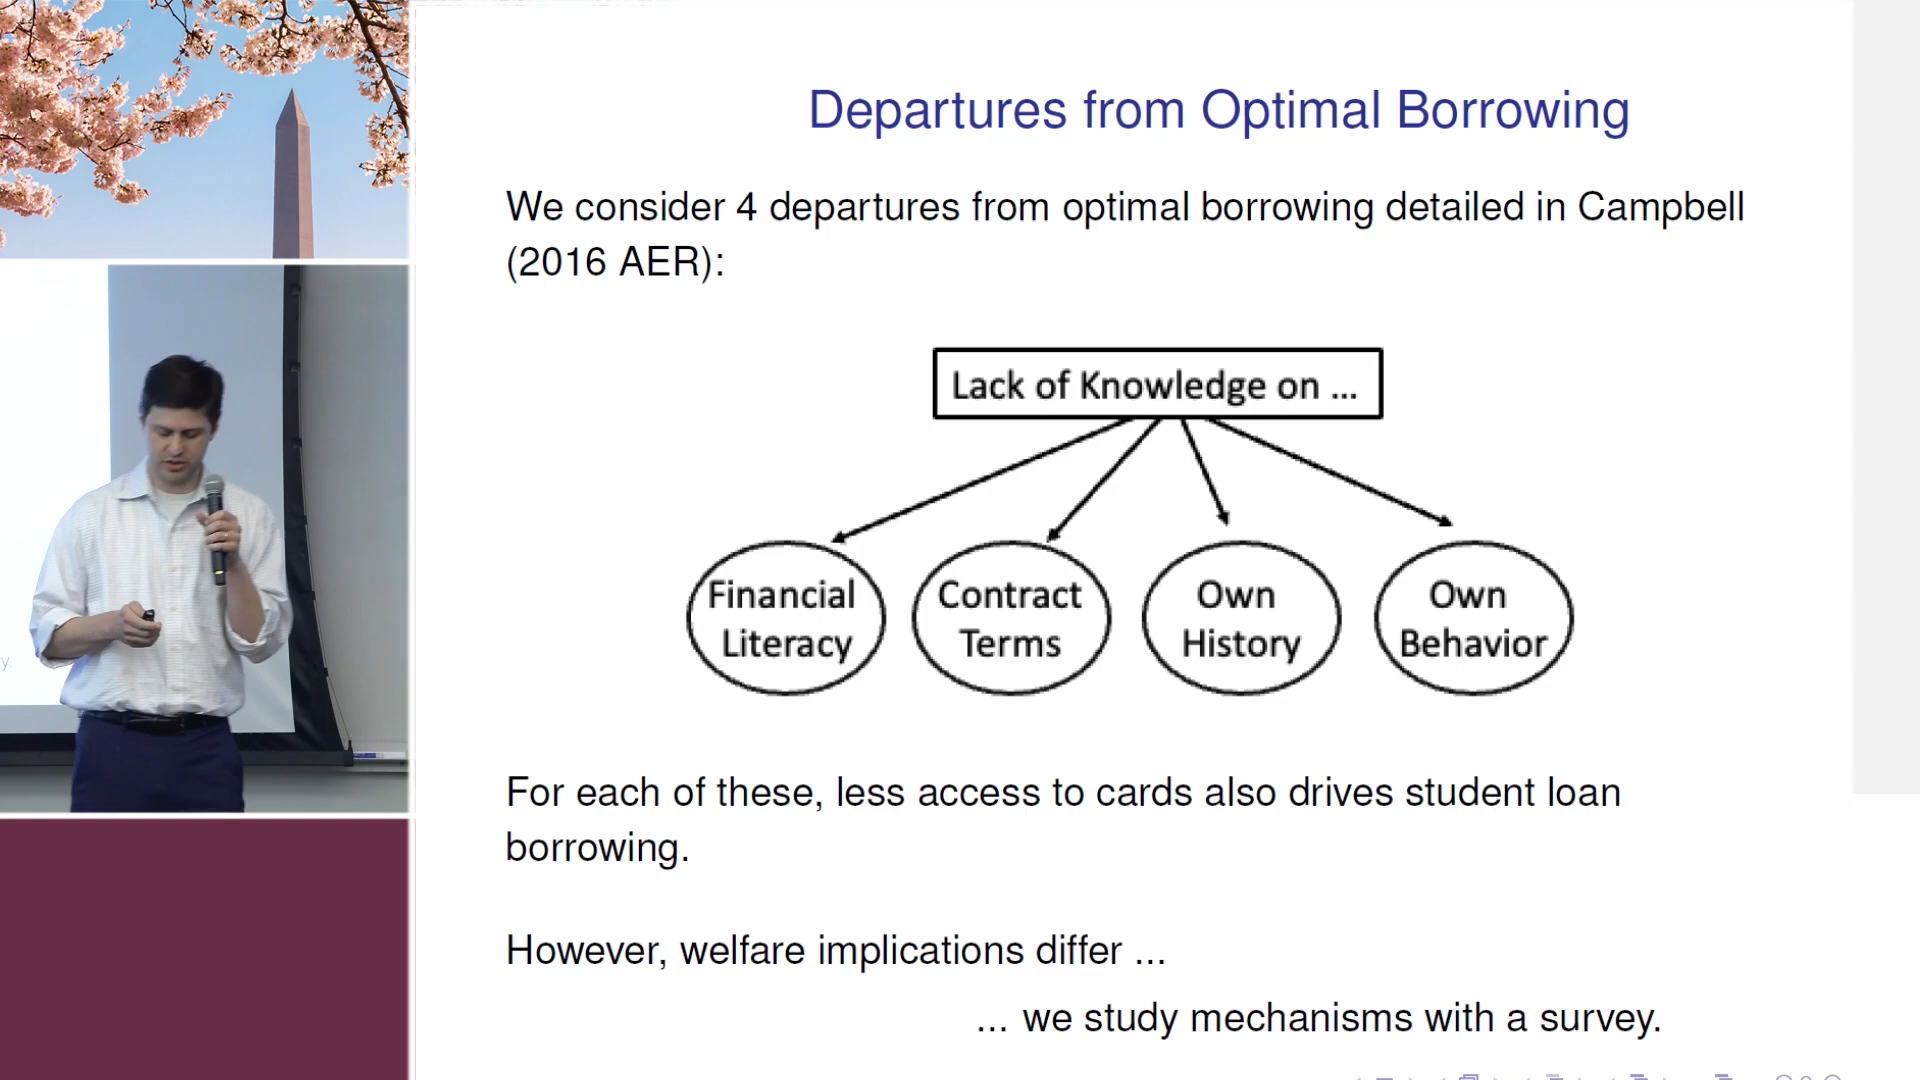 Departures from Optimal Borrowing
We consider 4 departures from optimal borrowing detailed in Campbell
(2016 AER):
Lack of Knowledge on ...
Financial
Literacy
Contract
Terms
Own
History
Own
Behavior
For each of these, less access to cards also drives student loan
borrowing.
However, welfare implications differ ...
... we study mechanisms with a survey.
y.